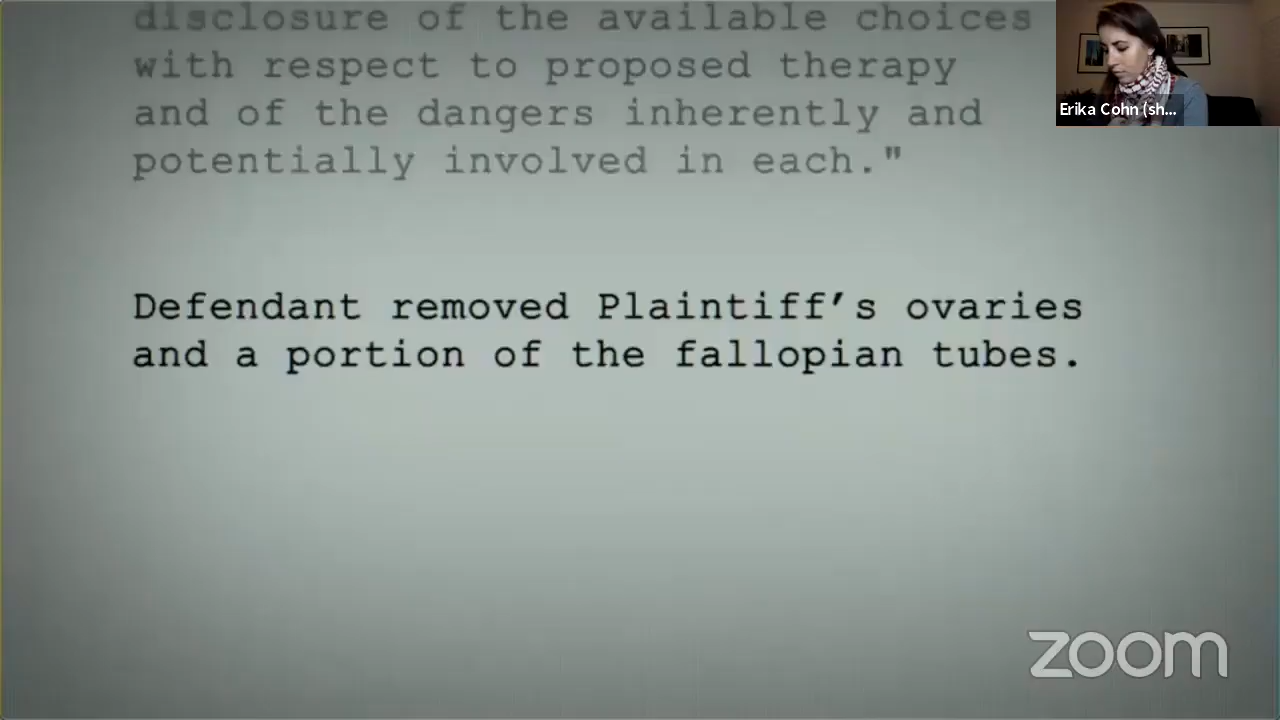 disclosure of the available choices
with respect to proposed therapy
and of the dangers inherently and
potentially involved in each."
Defendant removed Plaintiff's ovaries
and a portion of the fallopian tubes.
Erika Cohn (sh...
zoom